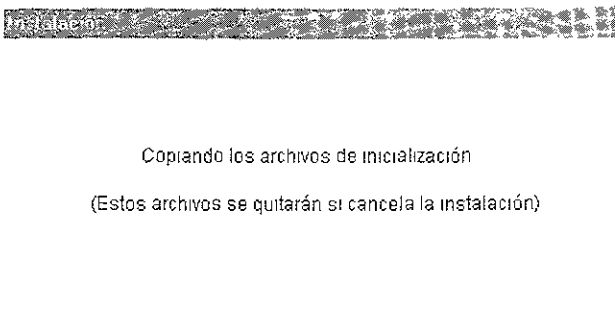 Instalación
Copiando los archivos de inicialización
(Estos archivos se quitarán si cancela la instalación)